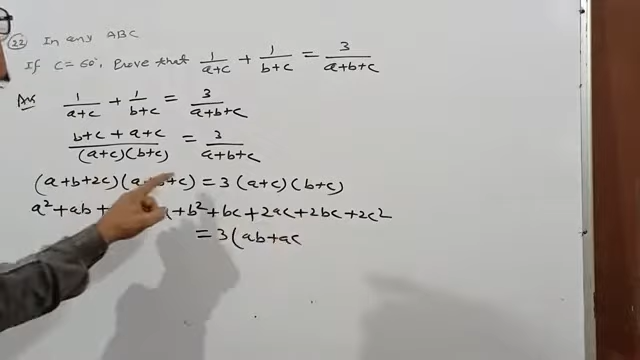 (22) In any ABC
If C = 60°, Prove that 1/(a+c) + 1/(b+c) = 3/(a+b+c)
Ans 1/(a+c) + 1/(b+c) = 3/(a+b+c)
(b+c+a+c)/((a+c)(b+c)) = 3/(a+b+c)
(a+b+2c)(a+b+c) = 3(a+c)(b+c)
a²+ab+ +b²+bc+2ac+2bc+2c²
= 3(ab+ac